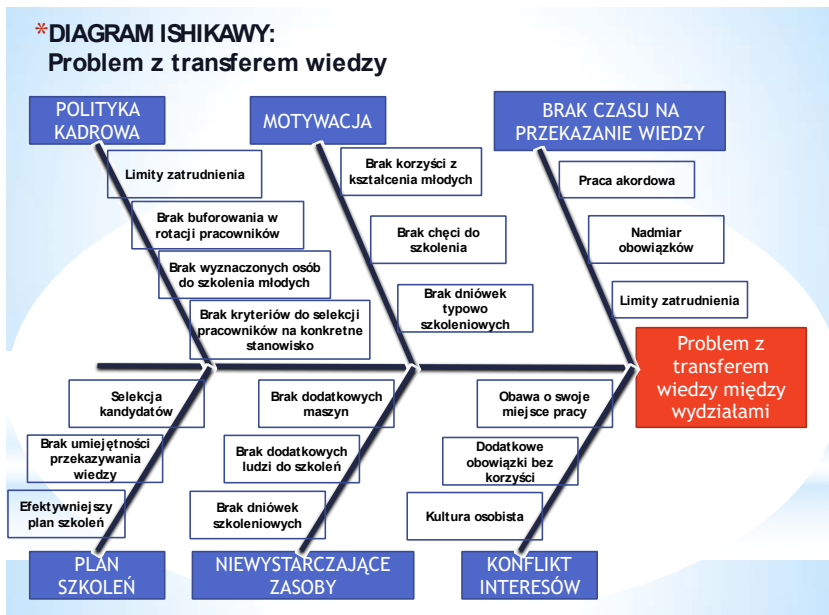 *DIAGRAM ISHIKAWY:
Problem z transferem wiedzy
POLITYKA
KADROWA
MOTYWACJA
BRAK CZASU NA
PRZEKAZANIE WIEDZY
Limity zatrudnienia
Brak buforowania w
rotacji pracowników
Brak wyznaczonych osób
do szkolenia młodych
Brak kryteriów do selekcji
pracowników na konkretne
stanowisko
Brak korzyści z
kształcenia młodych
Brak chęci do
szkolenia
Brak dniówek
typowo
szkoleniowych
Praca akordowa
Nadmiar
obowiązków
Limity zatrudnienia
Problem z
transferem
wiedzy między
wydziałami
Selekcja
kandydatów
Brak umiejętności
przekazywania
wiedzy
Efektywniejszy
plan szkoleń
Brak dodatkowych
maszyn
Brak dodatkowych
ludzi do szkoleń
Brak dniówek
szkoleniowych
Obawa o swoje
miejsce pracy
Dodatkowe
obowiązki bez
korzyści
Kultura osobista
PLAN
SZKOLEŃ
NIEWYSTARCZAJĄCE
ZASOBY
KONFLIKT
INTERESÓW